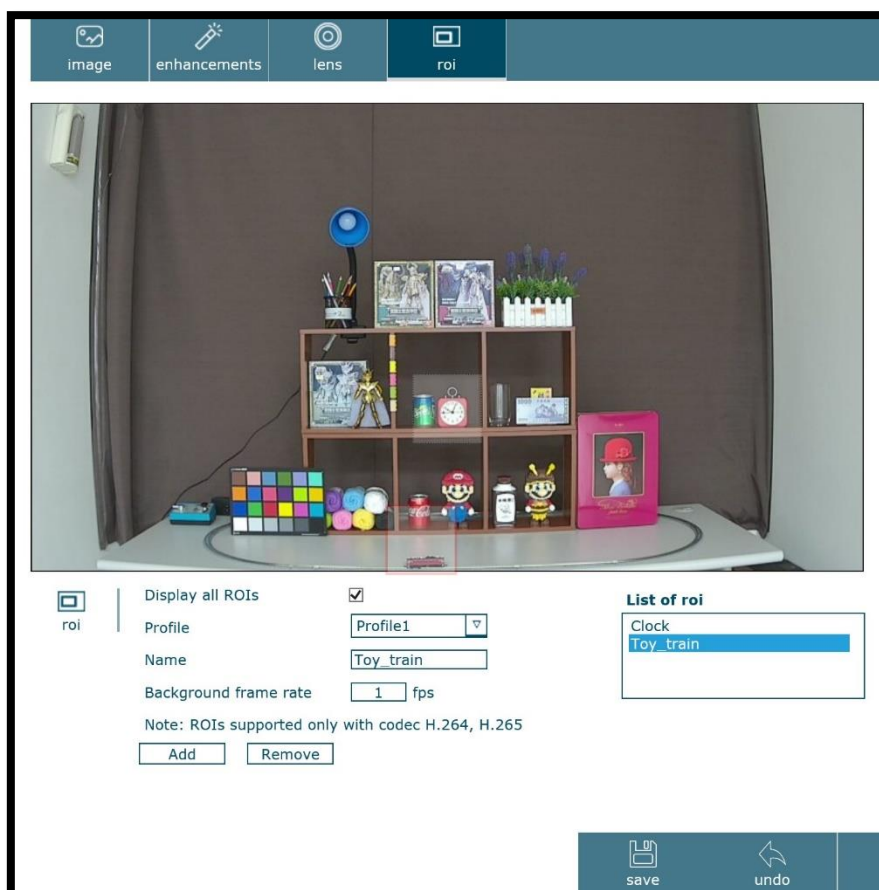 image enhancements lens roi
roi
Display all ROIs
Profile Profile1
Name Toy_train
Background frame rate 1 fps
Note: ROIs supported only with codec H.264, H.265
Add Remove
List of roi
Clock
Toy_train
save undo